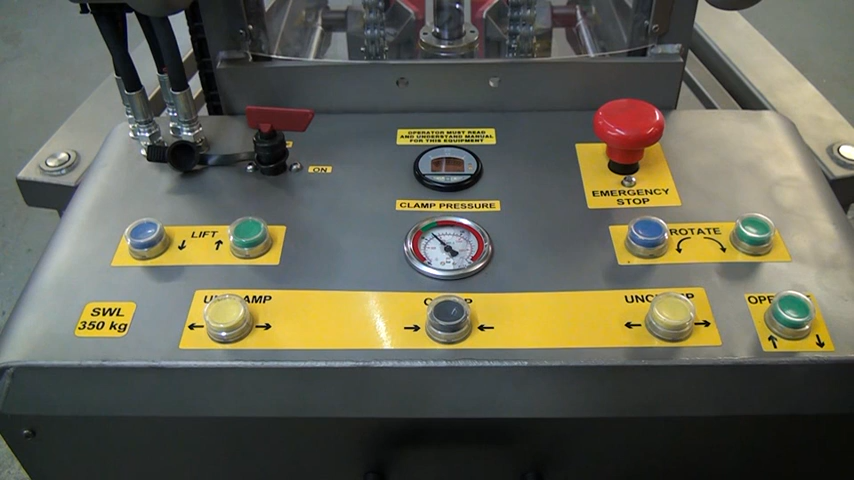 OPERATOR MUST READ
AND UNDERSTAND MANUAL
FOR THIS EQUIPMENT
ON
EMERGENCY
STOP
CLAMP PRESSURE
LIFT
ROTATE
SWL
350 kg